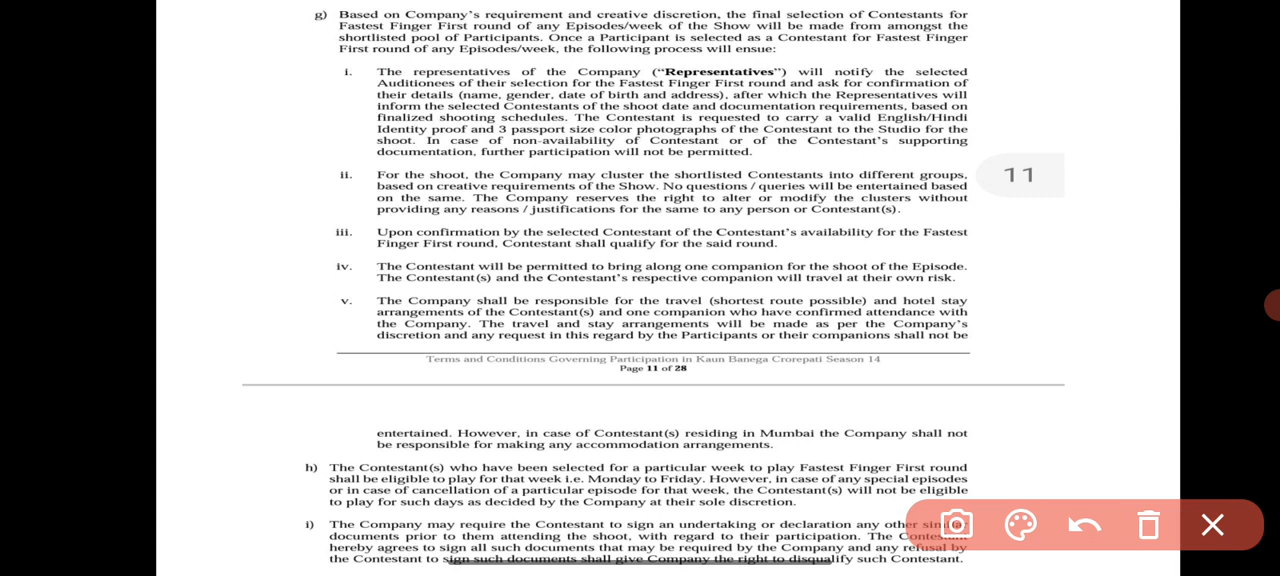 g) Based on Company's requirement and creative discretion, the final selection of Contestants for
Fastest Finger First round of any Episodes/week of the Show will be made from amongst the
shortlisted pool of Participants. Once a Participant is selected as a Contestant for Fastest Finger
First round of any Episodes/week, the following process will ensue:
i. The representatives of the Company ("Representatives") will notify the selected
Auditionees of their selection for the Fastest Finger First round and ask for confirmation of
their details (name, gender, date of birth and address), after which the Representatives will
inform the selected Contestants of the shoot date and documentation requirements, based on
finalized shooting schedules. The Contestant is requested to carry a valid English/Hindi
Identity proof and 3 passport size color photographs of the Contestant to the Studio for the
shoot. In case of non-availability of Contestant or of the Contestant's supporting
documentation, further participation will not be permitted.
11
ii. For the shoot, the Company may cluster the shortlisted Contestants into different groups,
based on creative requirements of the Show. No questions / queries will be entertained based
on the same. The Company reserves the right to alter or modify the clusters without
providing any reasons / justifications for the same to any person or Contestant(s).
iii. Upon confirmation by the selected Contestant of the Contestant's availability for the Fastest
Finger First round, Contestant shall qualify for the said round.
iv. The Contestant will be permitted to bring along one companion for the shoot of the Episode.
The Contestant(s) and the Contestant's respective companion will travel at their own risk.
v. The Company shall be responsible for the travel (shortest route possible) and hotel stay
arrangements of the Contestant(s) and one companion who have confirmed attendance with
the Company. The travel and stay arrangements will be made as per the Company's
discretion and any request in this regard by the Participants or their companions shall not be
Terms and Conditions Governing Participation in Kaun Banega Crorepati Season 14
Page 11 of 28
entertained. However, in case of Contestant(s) residing in Mumbai the Company shall not
be responsible for making any accommodation arrangements.
h) The Contestant(s) who have been selected for a particular week to play Fastest Finger First round
shall be eligible to play for that week i.e. Monday to Friday. However, in case of any special episodes
or in case of cancellation of a particular episode for that week, the Contestant(s) will not be eligible
to play for such days as decided by the Company at their sole discretion.
i) The Company may require the Contestant to sign an undertaking or declaration any other similar
documents prior to them attending the shoot, with regard to their participation. The Contestant
hereby agrees to sign all such documents that may be required by the Company and any refusal by
the Contestant to sign such documents shall give Company the right to disqualify such Contestant.